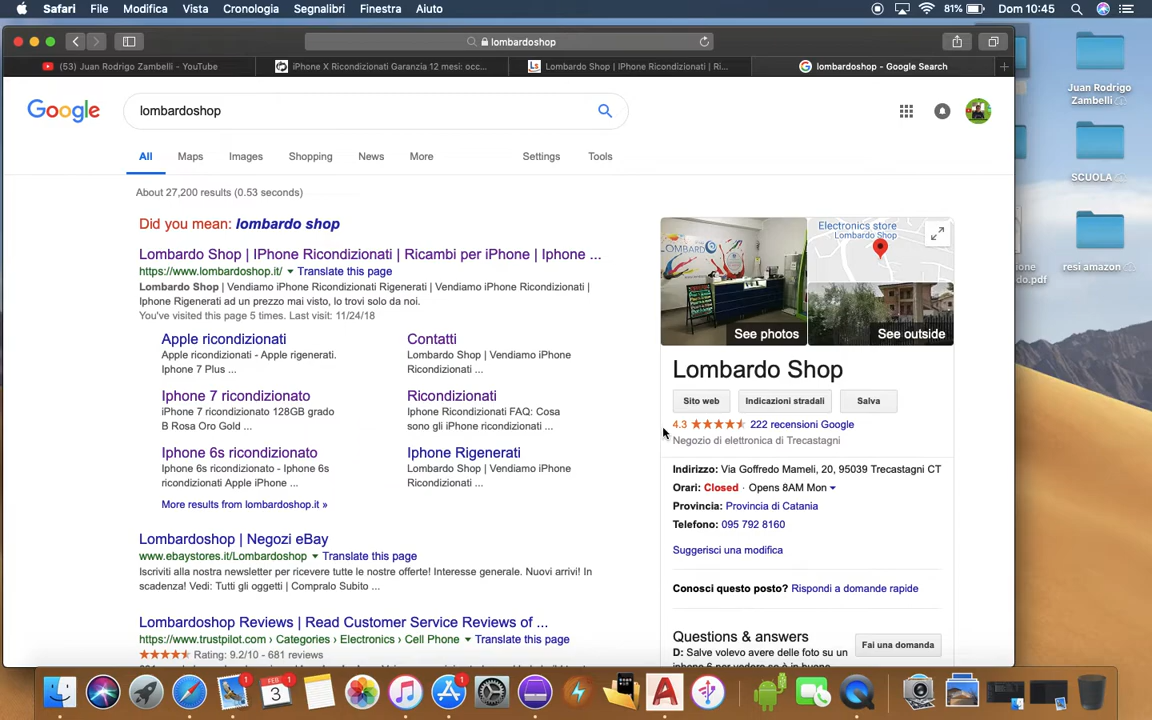 Safari File Modifica Vista Cronologia Segnalibri Finestra Aiuto 81% Dom 10:45
lombardoshop
(53) Juan Rodrigo Zambelli - YouTube iPhone X Ricondizionati Garanzia 12 mesi: occ... Lombardo Shop | IPhone Ricondizionati | Ri... lombardoshop - Google Search
Juan Rodrigo
Zambelli
SCUOLA
resi amazon
Google lombardoshop
All Maps Images Shopping News More Settings Tools
About 27,200 results (0.53 seconds)
Did you mean: lombardo shop
Lombardo Shop | IPhone Ricondizionati | Ricambi per iPhone | Iphone ...
https://www.lombardoshop.it/ Translate this page
Lombardo Shop | Vendiamo iPhone Ricondizionati Rigenerati | Vendiamo iPhone Ricondizionati |
Iphone Rigenerati ad un prezzo mai visto, lo trovi solo da noi.
You've visited this page 5 times. Last visit: 11/24/18
Apple ricondizionati
Apple ricondizionati - Apple rigenerati.
Iphone 7 Plus ...
Contatti
Lombardo Shop | Vendiamo iPhone
Ricondizionati ...
Iphone 7 ricondizionato
iPhone 7 ricondizionato 128GB grado
B Rosa Oro Gold ...
Ricondizionati
Iphone Ricondizionati FAQ: Cosa
sono gli iPhone ricondizionati ...
Iphone 6s ricondizionato
Iphone 6s ricondizionato - Iphone 6s
ricondizionati Apple iPhone ...
Iphone Rigenerati
Lombardo Shop | Vendiamo iPhone
Ricondizionati ...
More results from lombardoshop.it »
Lombardoshop | Negozi eBay
www.ebaystores.it/Lombardoshop Translate this page
Iscriviti alla nostra newsletter per ricevere tutte le nostre offerte! Interesse generale. Nuovi arrivi! In
scadenza! Vedi: Tutti gli oggetti | Compralo Subito ...
Lombardoshop Reviews | Read Customer Service Reviews of ...
https://www.trustpilot.com › Categories › Electronics › Cell Phone Translate this page
Rating: 9.2/10 - 681 reviews
LOMBARDO
Electronics store
Lombardo Shop
See photos
See outside
Lombardo Shop
Sito web Indicazioni stradali Salva
4.3 222 recensioni Google
Negozio di elettronica di Trecastagni
Indirizzo: Via Goffredo Mameli, 20, 95039 Trecastagni CT
Orari: Closed · Opens 8AM Mon
Provincia: Provincia di Catania
Telefono: 095 792 8160
Suggerisci una modifica
Conosci questo posto? Rispondi a domande rapide
Questions & answers
Fai una domanda
D: Salve volevo avere delle foto su un
FEB
3
1
1
1
1